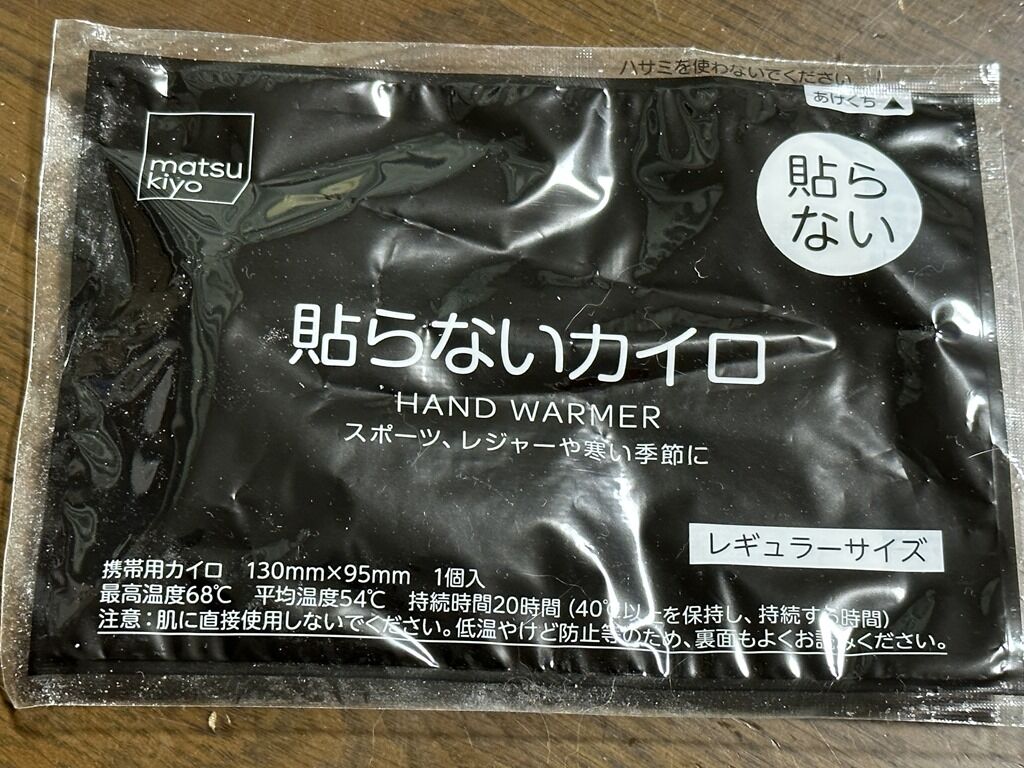 ハサミを使わないでください
あけくち▲
matsu
kiyo
貼ら
ない
貼らないカイロ
HAND WARMER
スポーツ、レジャーや寒い季節に
レギュラーサイズ
携帯用カイロ 130mm×95mm 1個入
最高温度68℃ 平均温度54℃ 持続時間20時間 (40℃以上を保持し、持続する時間)
注意：肌に直接使用しないでください。低温やけど防止等のため、裏面もよくお読みください。